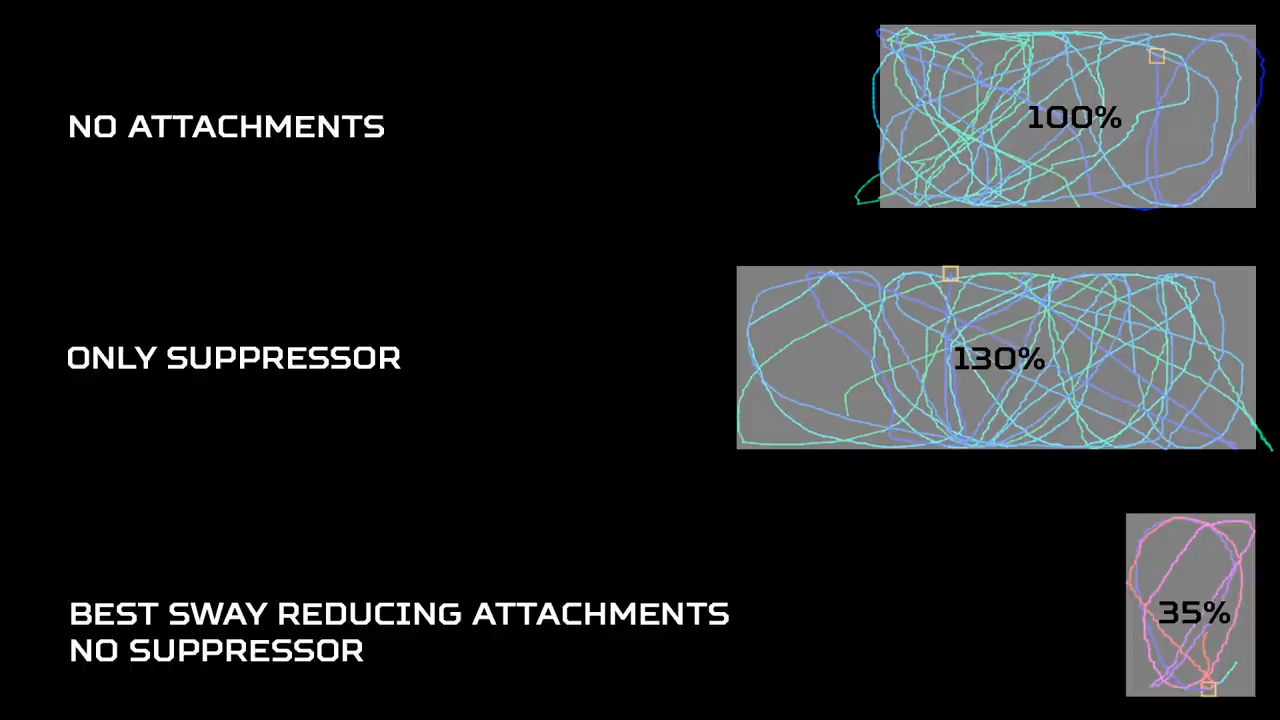 NO ATTACHMENTS
100%
ONLY SUPPRESSOR
130%
BEST SWAY REDUCING ATTACHMENTS
NO SUPPRESSOR
35%